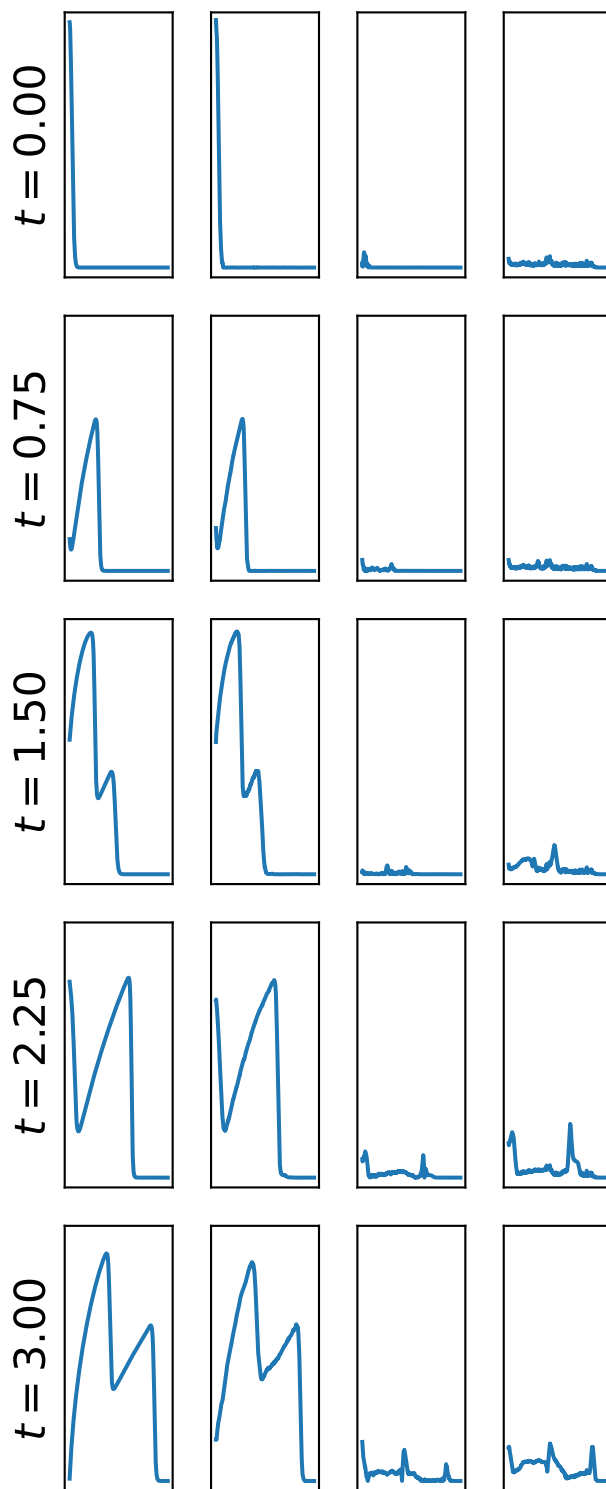 t = 0.00
t = 0.75
t = 1.50
t = 2.25
t = 3.00